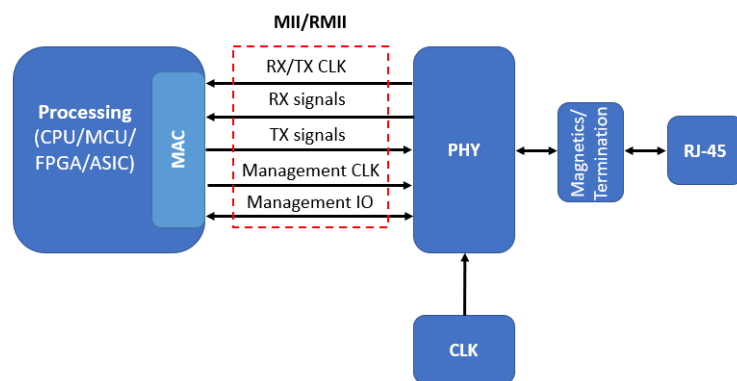 MII/RMII
Processing
(CPU/MCU/
FPGA/ASIC)
MAC
RX/TX CLK
RX signals
TX signals
Management CLK
Management IO
PHY
Magnetics/
Termination
RJ-45
CLK